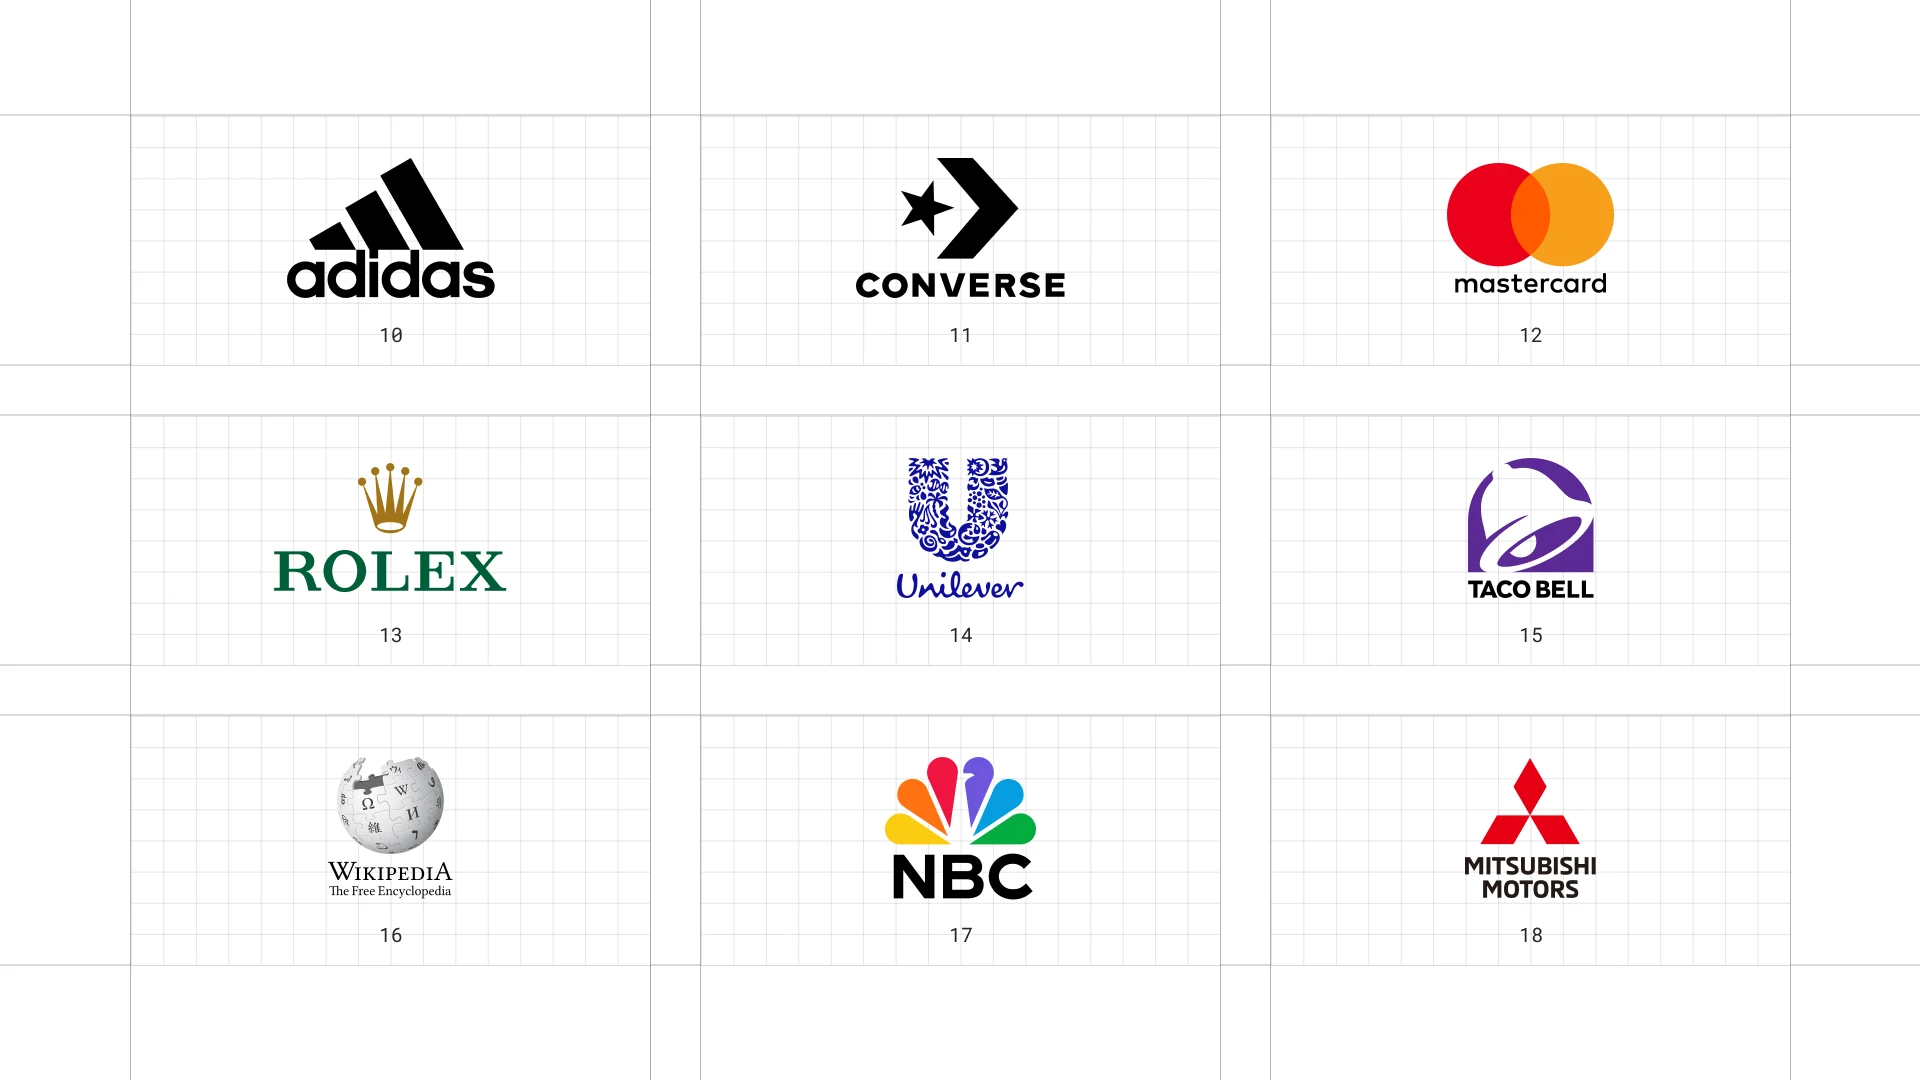 adidas
10
CONVERSE
11
mastercard
12
ROLEX
13
Unilever
14
TACO BELL
15
Ω W И 維
WIKIPEDIA
The Free Encyclopedia
16
NBC
17
MITSUBISHI
MOTORS
18